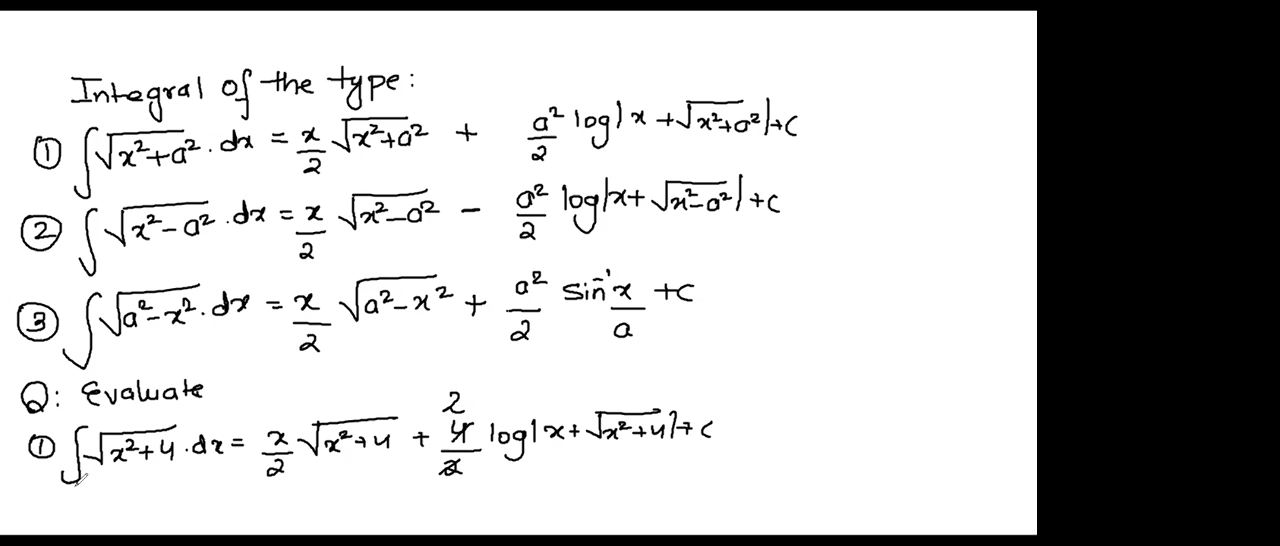 Integral of the type:
① ∫√(x²+a²) . dx = x/2 √(x²+a²) + a²/2 log|x + √(x²+a²)|+c
② ∫√(x²-a²) . dx = x/2 √(x²-a²) - a²/2 log|x + √(x²-a²)|+c
③ ∫√(a²-x²) . dx = x/2 √(a²-x²) + a²/2 sin⁻¹ x/a +c
Q: Evaluate
① ∫√(x²+4) . dx = x/2 √(x²+4) + 2 4/2 log|x + √(x²+4)|+c